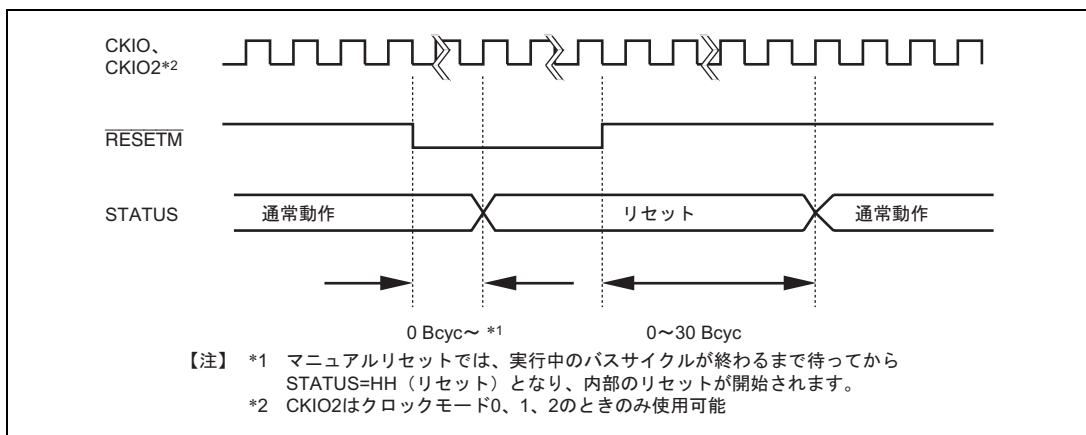 CKIO、
CKIO2*2
RESETM
STATUS
通常動作
リセット
通常動作
0 Bcyc～ *1
0～30 Bcyc
【注】 *1 マニュアルリセットでは、実行中のバスサイクルが終わるまで待ってから
STATUS=HH（リセット）となり、内部のリセットが開始されます。
*2 CKIO2はクロックモード0、1、2のときのみ使用可能